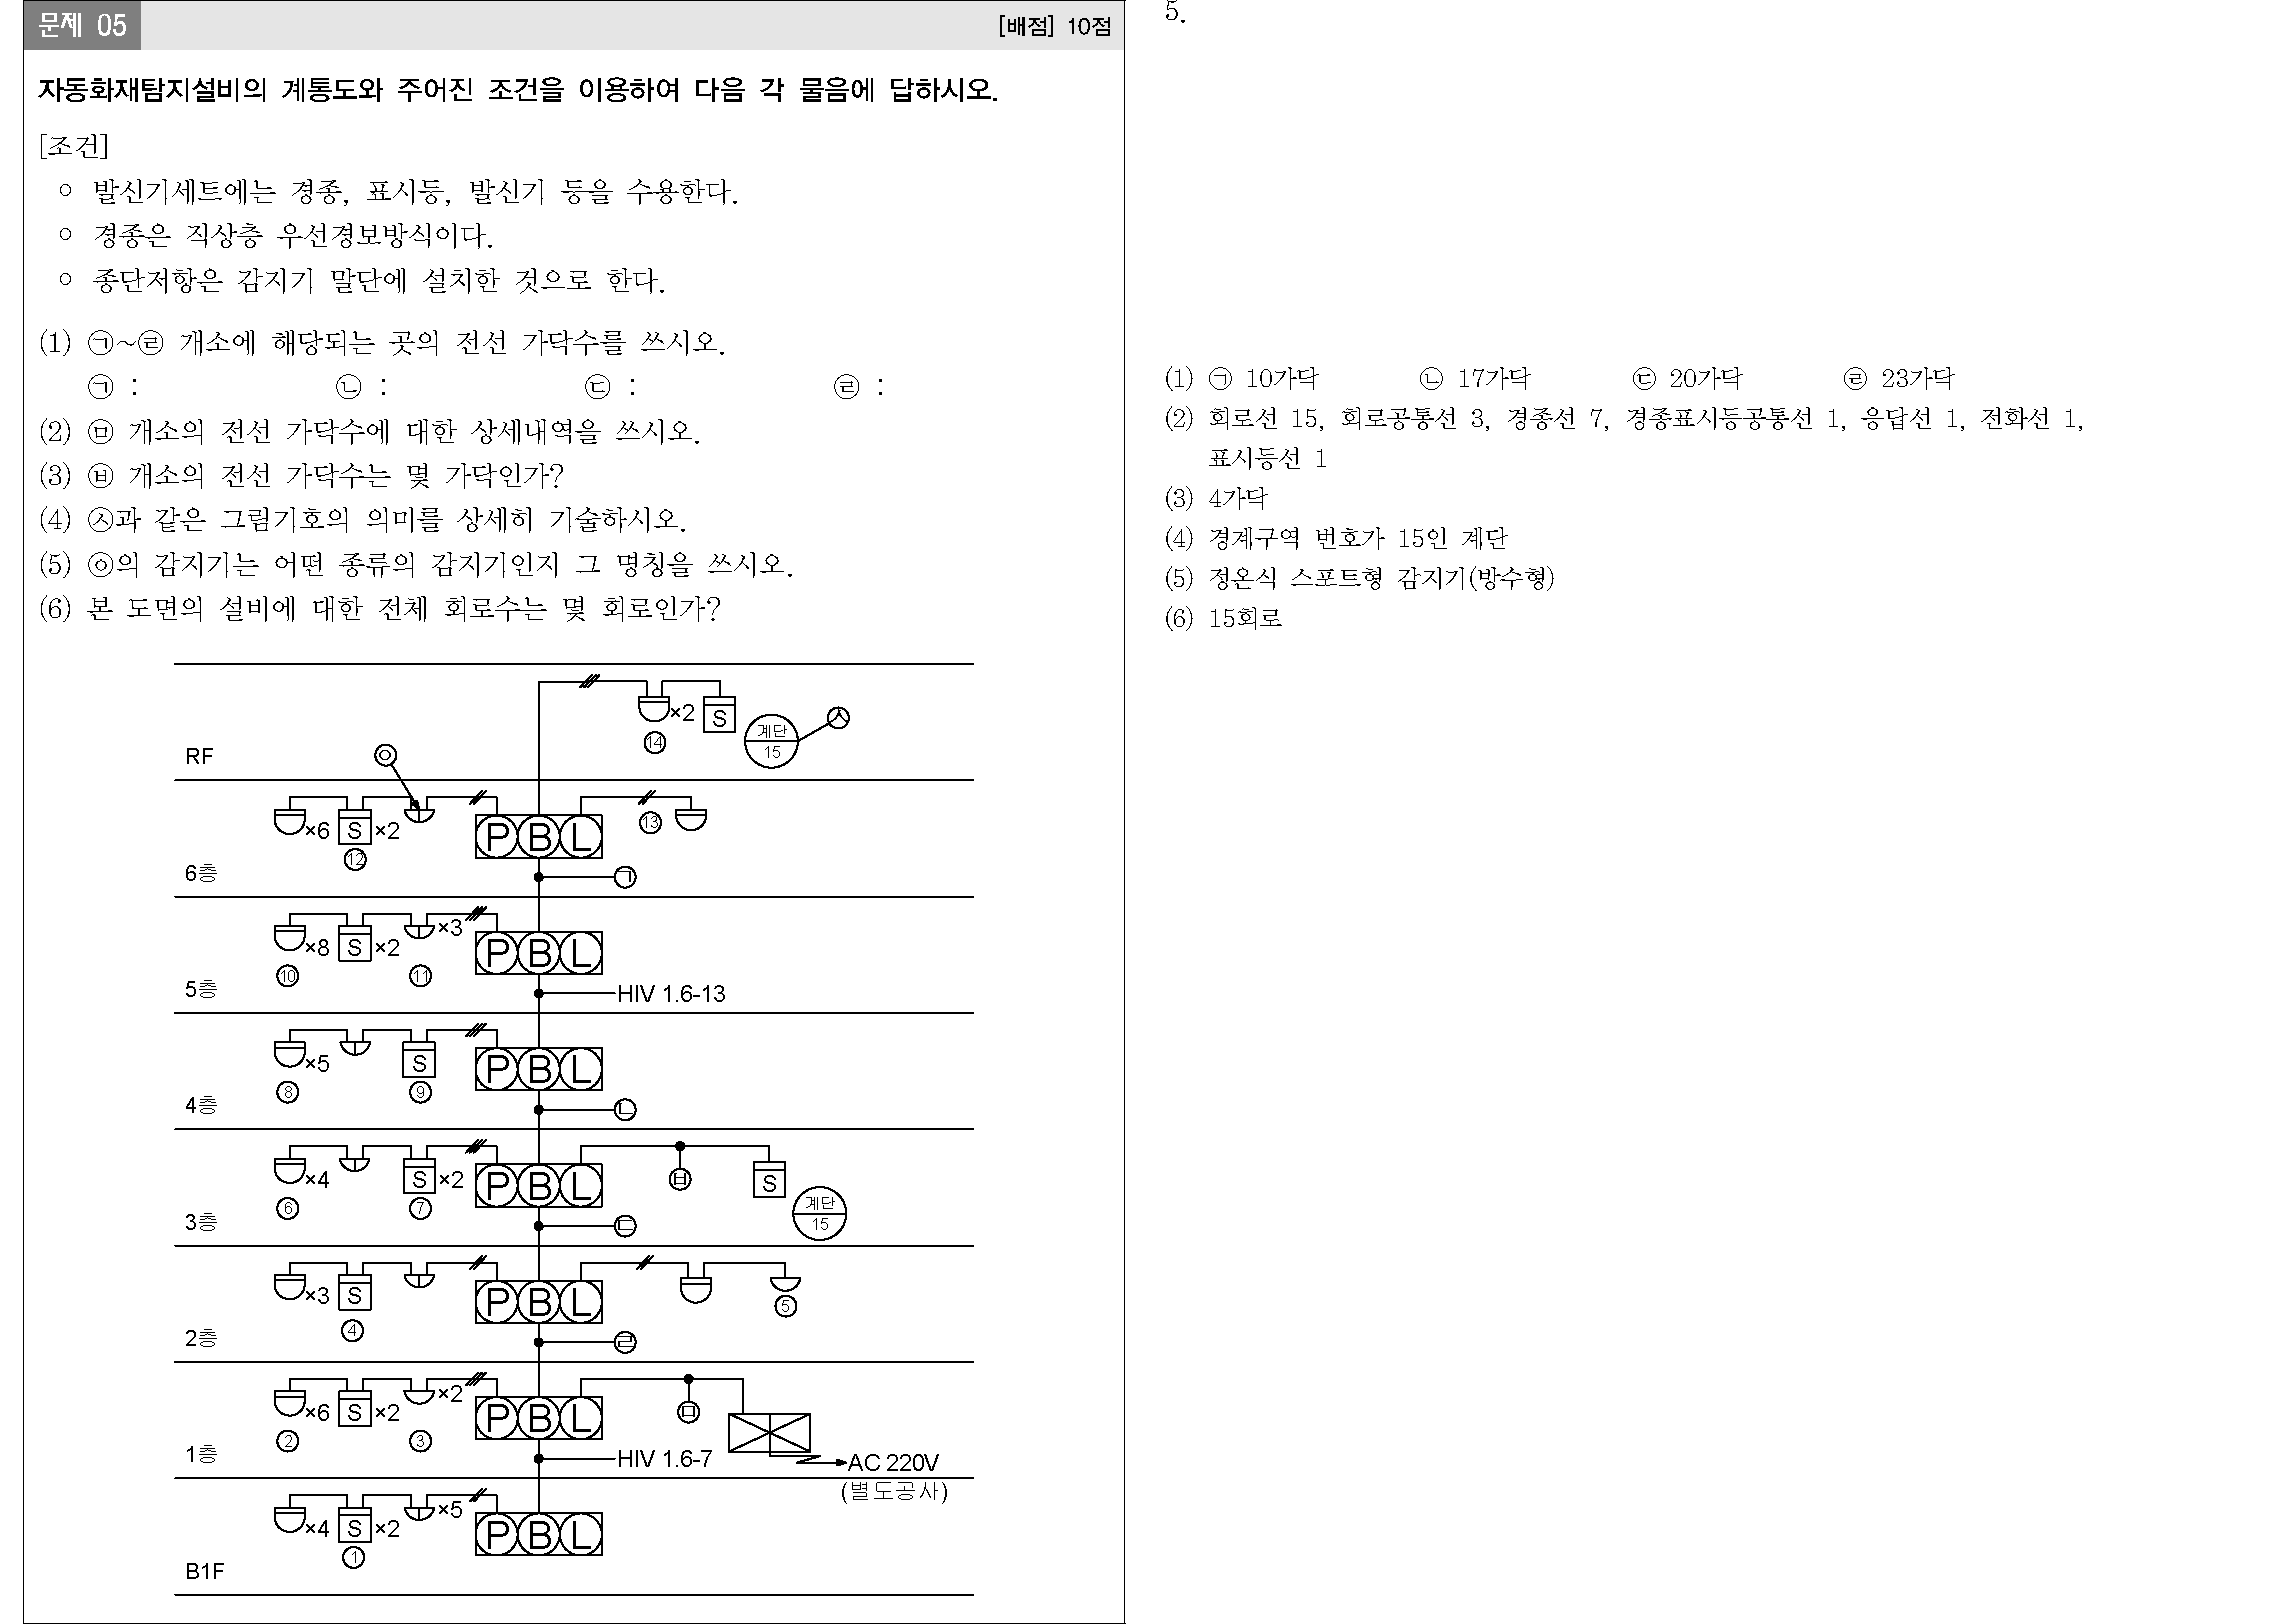 문제 05 [배점] 10점
자동화재탐지설비의 계통도와 주어진 조건을 이용하여 다음 각 물음에 답하시오.
[조건]
○ 발신기세트에는 경종, 표시등, 발신기 등을 수용한다.
○ 경종은 직상층 우선경보방식이다.
○ 종단저항은 감지기 말단에 설치한 것으로 한다.
(1) ㉠~㉣ 개소에 해당되는 곳의 전선 가닥수를 쓰시오.
㉠ : ㉡ : ㉢ : ㉣ :
(2) ㉤ 개소의 전선 가닥수에 대한 상세내역을 쓰시오.
(3) ㉥ 개소의 전선 가닥수는 몇 가닥인가?
(4) ㉦과 같은 그림기호의 의미를 상세히 기술하시오.
(5) ㉧의 감지기는 어떤 종류의 감지기인지 그 명칭을 쓰시오.
(6) 본 도면의 설비에 대한 전체 회로수는 몇 회로인가?
×2 S
⑭ 계단 ㉦
15
RF
㉧
×6 S ×2 P B L ⑬
⑫
6층 ㉠
×8 S ×2 ×3 P B L
⑩ ⑪
5층 HIV 1.6-13
×5 S P B L
⑧ ⑨
4층 ㉡
×4 S ×2 P B L ㉥ S
⑥ ⑦ 계단
15
3층 ㉢
×3 S P B L
④ ⑤
2층 ㉣
×6 S ×2 ×2 P B L ㉤
② ③
1층 HIV 1.6-7 AC 220V
(별도공사)
×4 S ×2 ×5 P B L
①
B1F
5.
(1) ㉠ 10가닥 ㉡ 17가닥 ㉢ 20가닥 ㉣ 23가닥
(2) 회로선 15, 회로공통선 3, 경종선 7, 경종표시등공통선 1, 응답선 1, 전화선 1,
표시등선 1
(3) 4가닥
(4) 경계구역 번호가 15인 계단
(5) 정온식 스포트형 감지기(방수형)
(6) 15회로